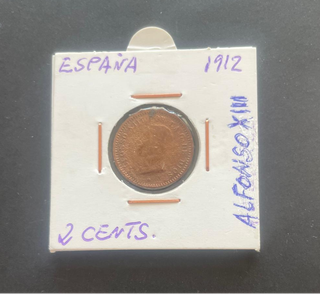 ESPAÑA 1912
ALFONSO XIII
2 CENTS.